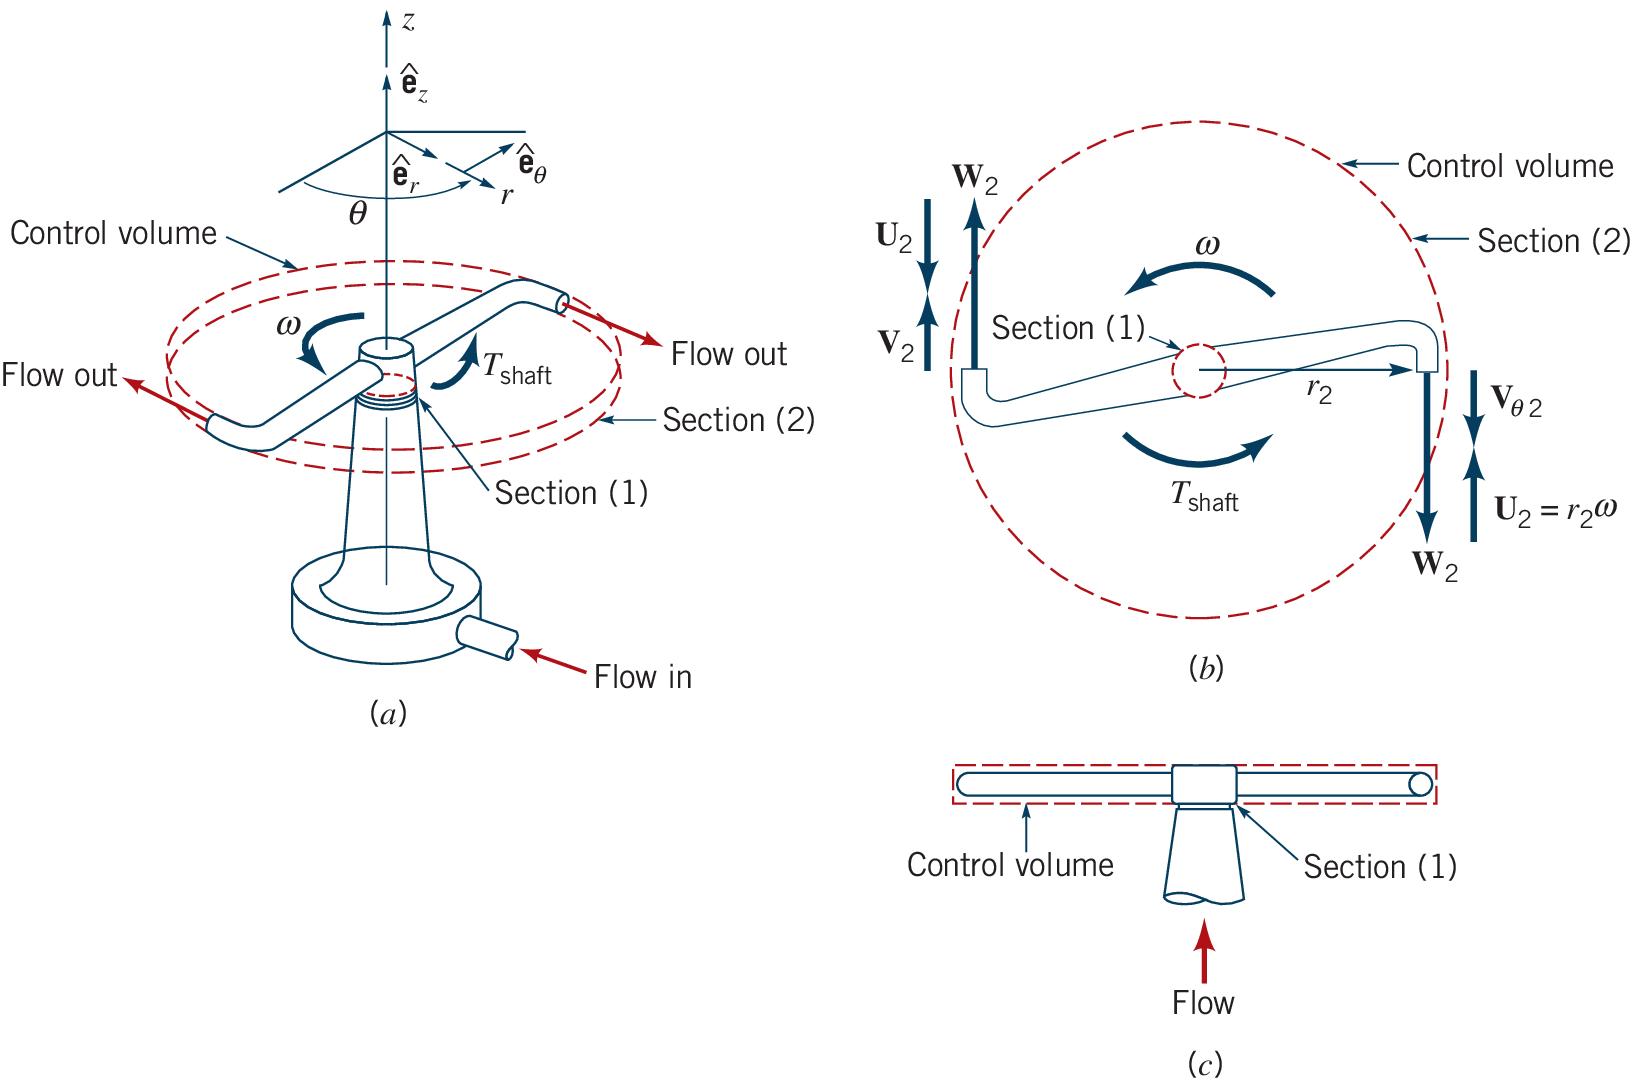 z
ê_z
ê_r
ê_θ
r
θ
Control volume
ω
Flow out
T_shaft
Flow out
Section (2)
Section (1)
Flow in
(a)
W_2
U_2
V_2
Control volume
Section (2)
ω
Section (1)
r_2
T_shaft
V_θ2
U_2 = r_2ω
W_2
(b)
Control volume
Section (1)
Flow
(c)